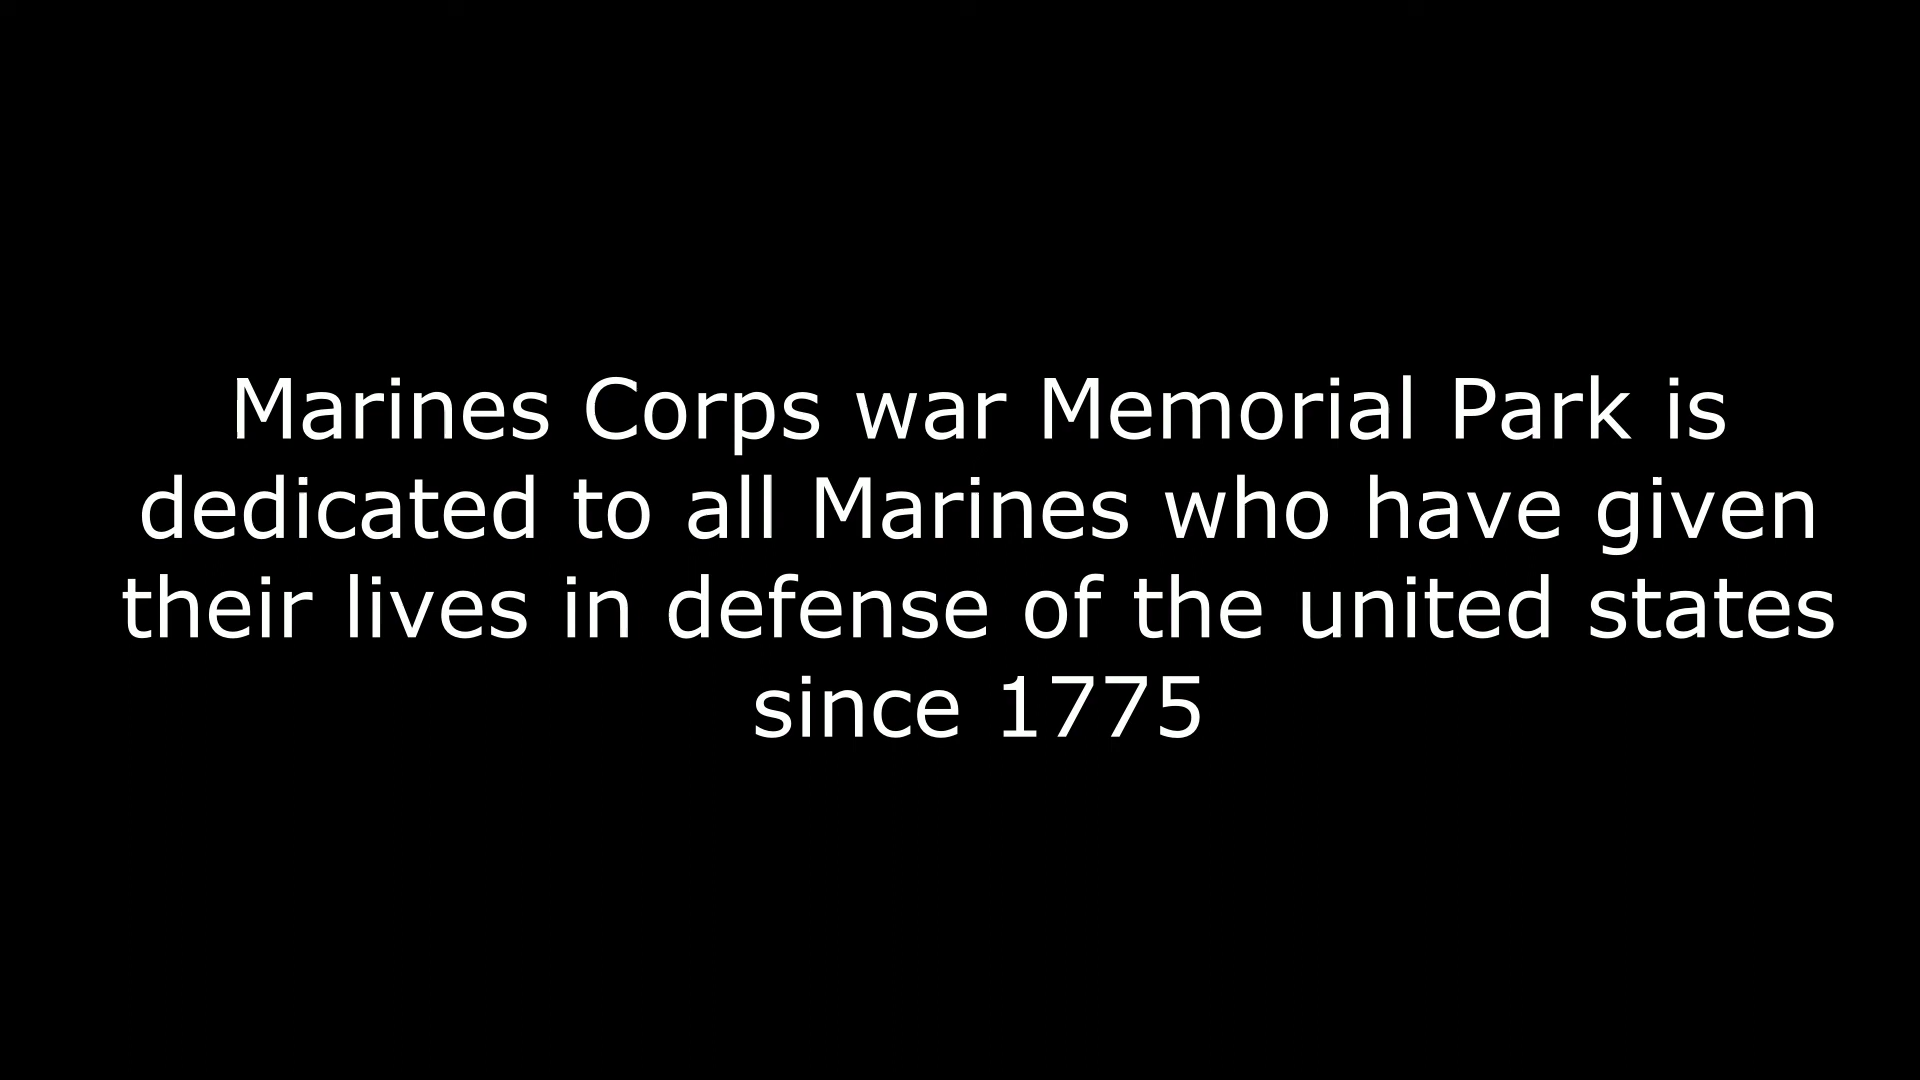 Marines Corps war Memorial Park is
dedicated to all Marines who have given
their lives in defense of the united states
since 1775